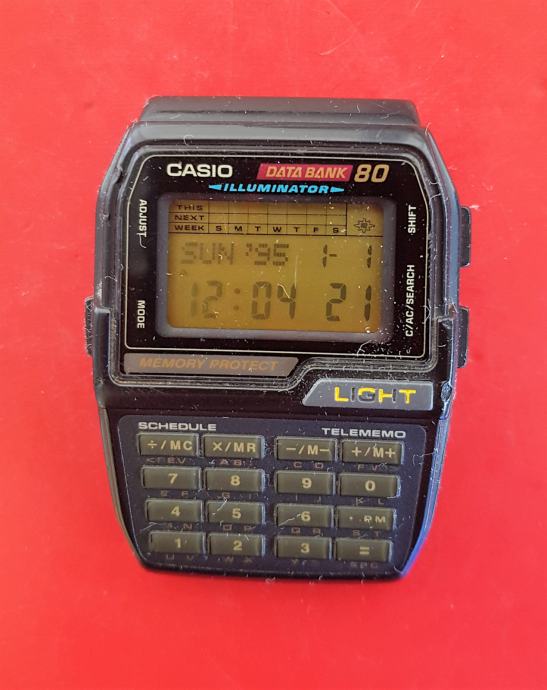 CASIO DATA BANK 80
ILLUMINATOR
ADJUST
SHIFT
THIS
NEXT
WEEK S M T W T F S
SUN '95 1- 1
12:04 21
MODE
C/AC/SEARCH
MEMORY PROTECT
LIGHT
SCHEDULE TELEMEMO
÷/MC ×/MR −/M− +/M+
A B C D
7 8 9 0
E F G H I J K L
4 5 6 · PM
M N O P Q R S T
1 2 3 =
U V W X Y/ SPC